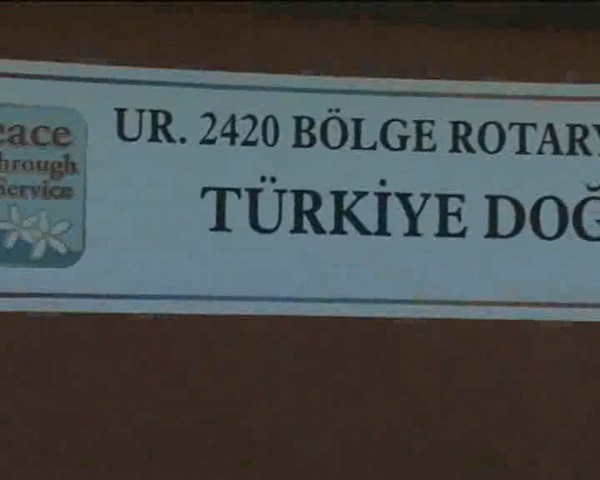 eace
hrough
Service
UR. 2420 BÖLGE ROTARY
TÜRKİYE DOĞ